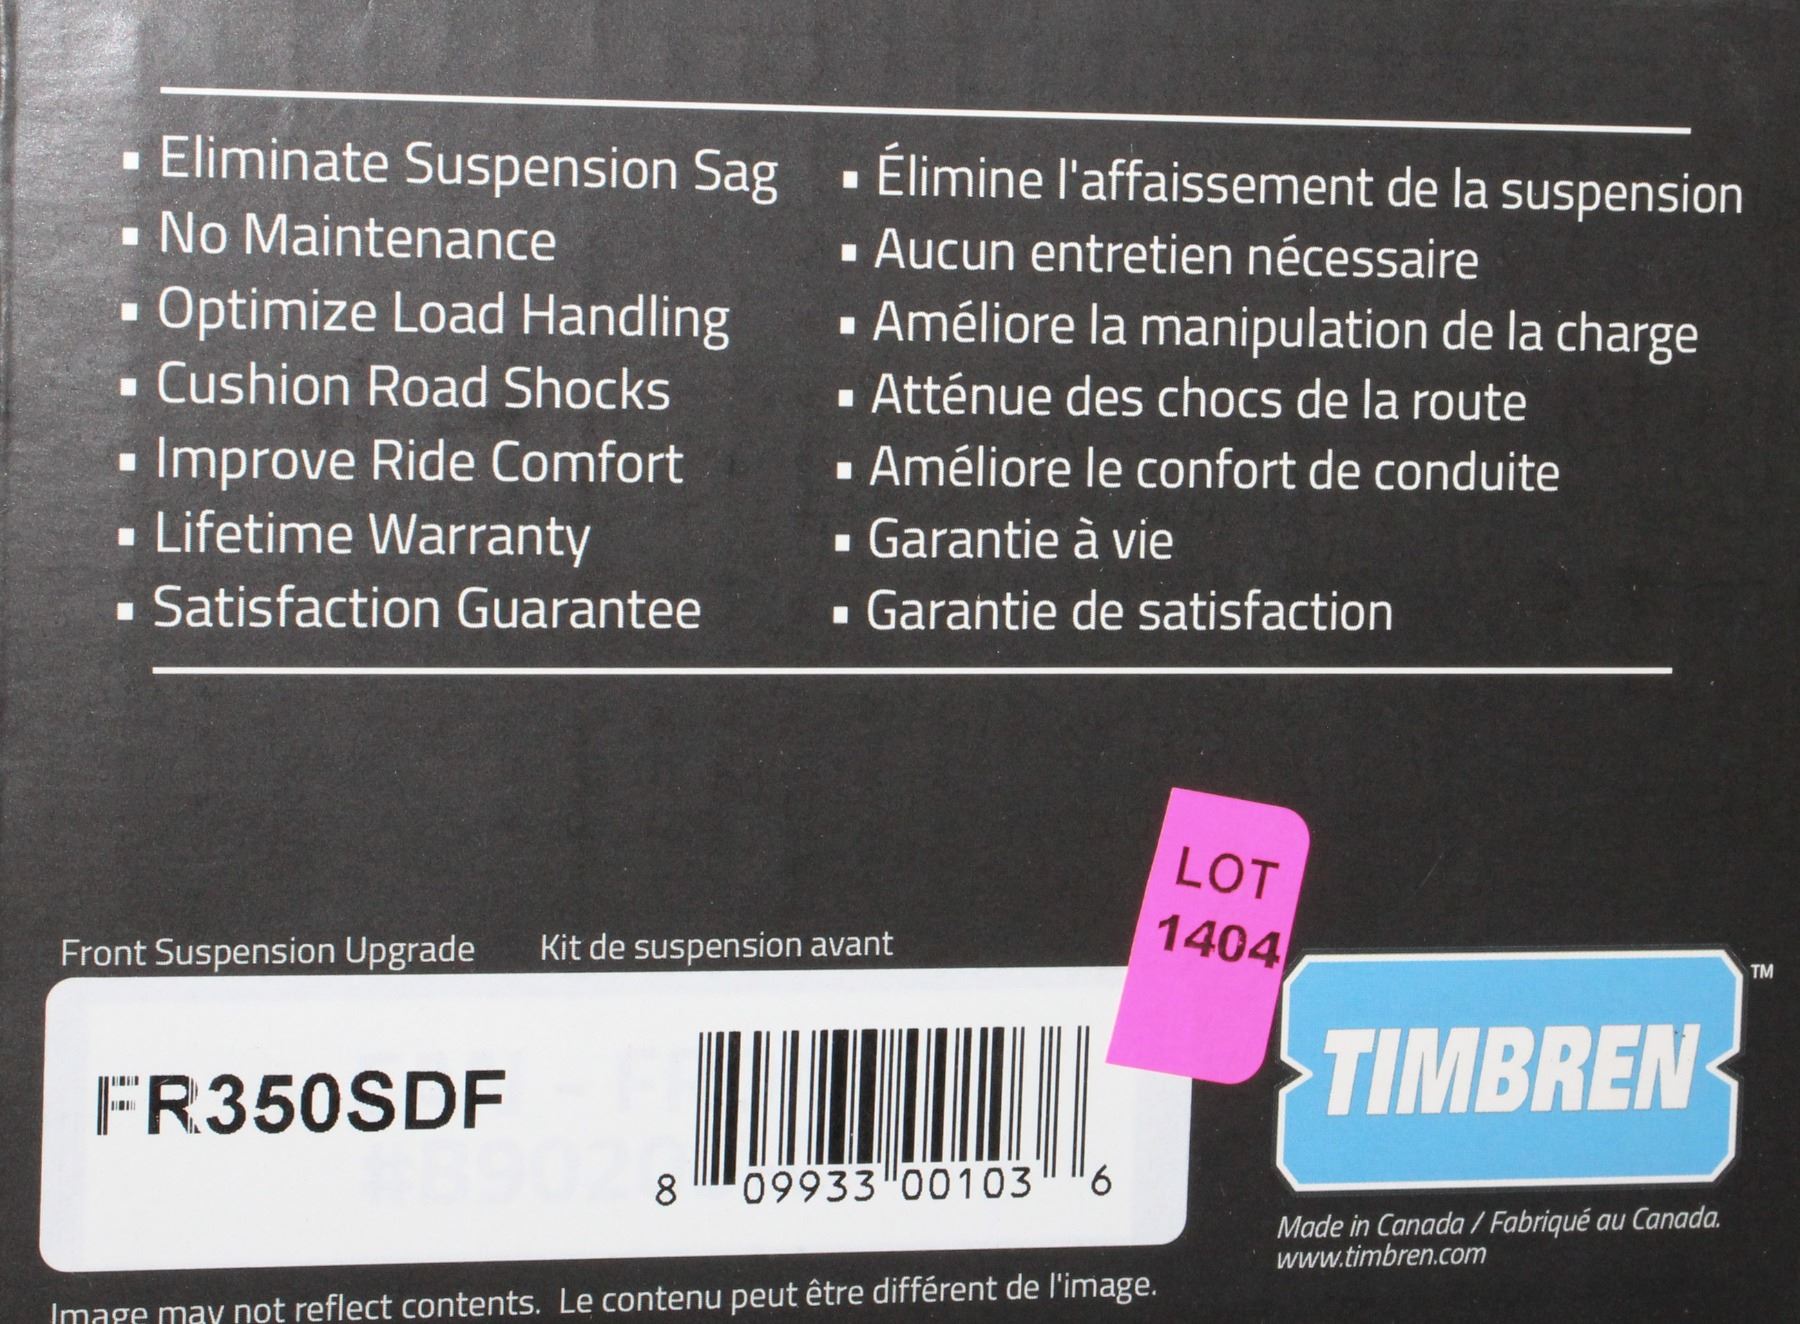 ▪ Eliminate Suspension Sag
▪ No Maintenance
▪ Optimize Load Handling
▪ Cushion Road Shocks
▪ Improve Ride Comfort
▪ Lifetime Warranty
▪ Satisfaction Guarantee
▪ Élimine l'affaissement de la suspension
▪ Aucun entretien nécessaire
▪ Améliore la manipulation de la charge
▪ Atténue des chocs de la route
▪ Améliore le confort de conduite
▪ Garantie à vie
▪ Garantie de satisfaction
LOT
1404
Front Suspension Upgrade
Kit de suspension avant
FR350SDF
8 09933 00103 6
TIMBREN ™
Made in Canada / Fabriqué au Canada.
www.timbren.com
Image may not reflect contents. Le contenu peut être différent de l'image.